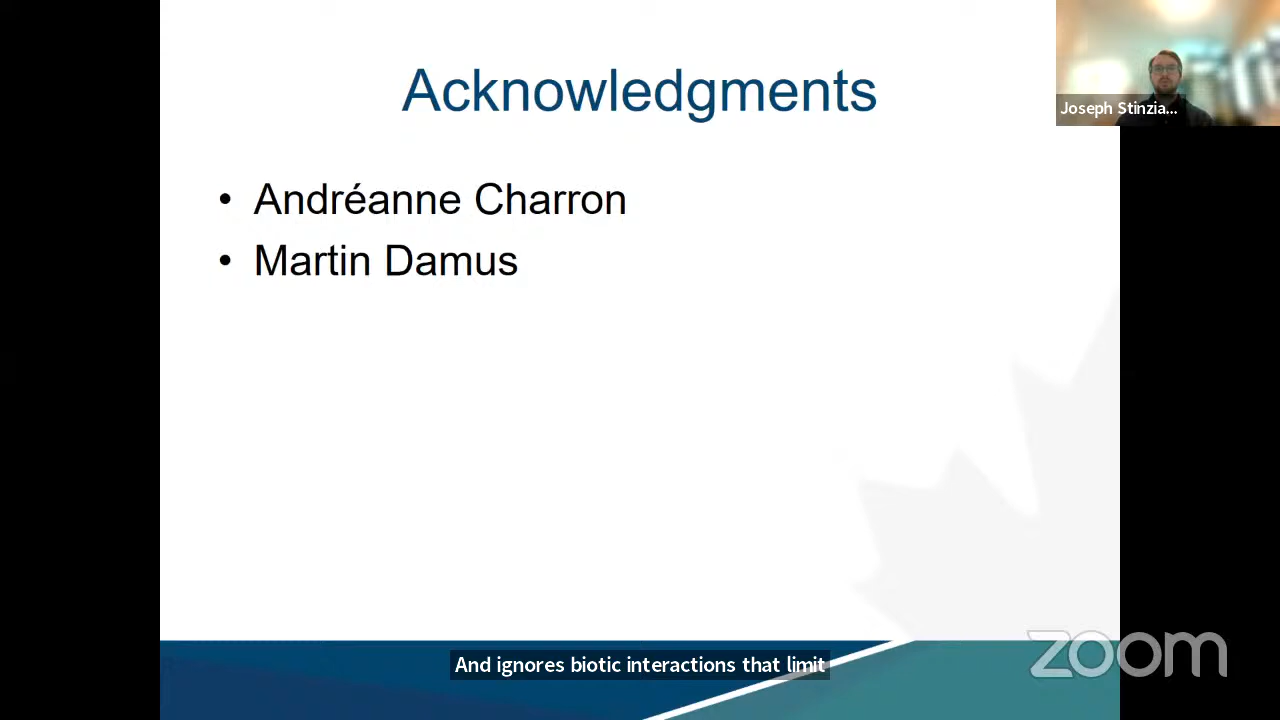 Acknowledgments
Joseph Stinzia...
• Andréanne Charron
• Martin Damus
zoom
And ignores biotic interactions that limit